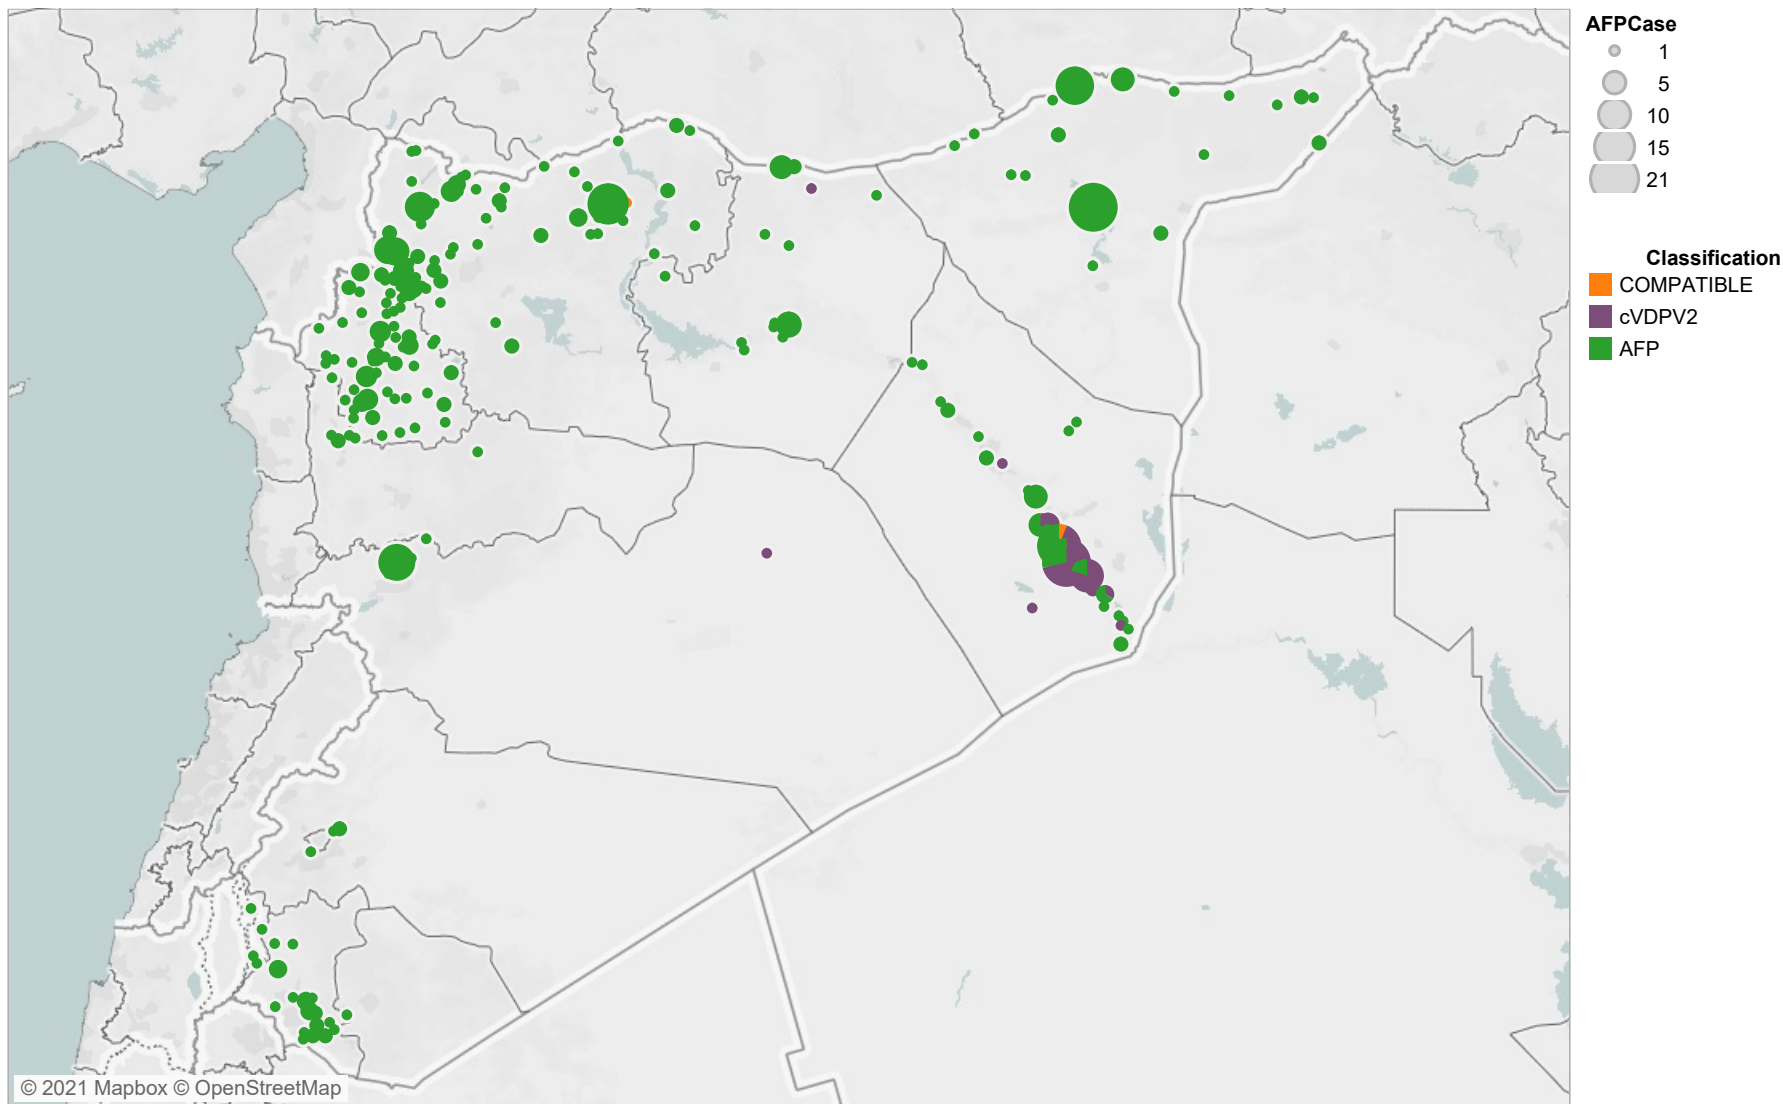 AFPCase
1
5
10
15
21
Classification
COMPATIBLE
cVDPV2
AFP
© 2021 Mapbox © OpenStreetMap